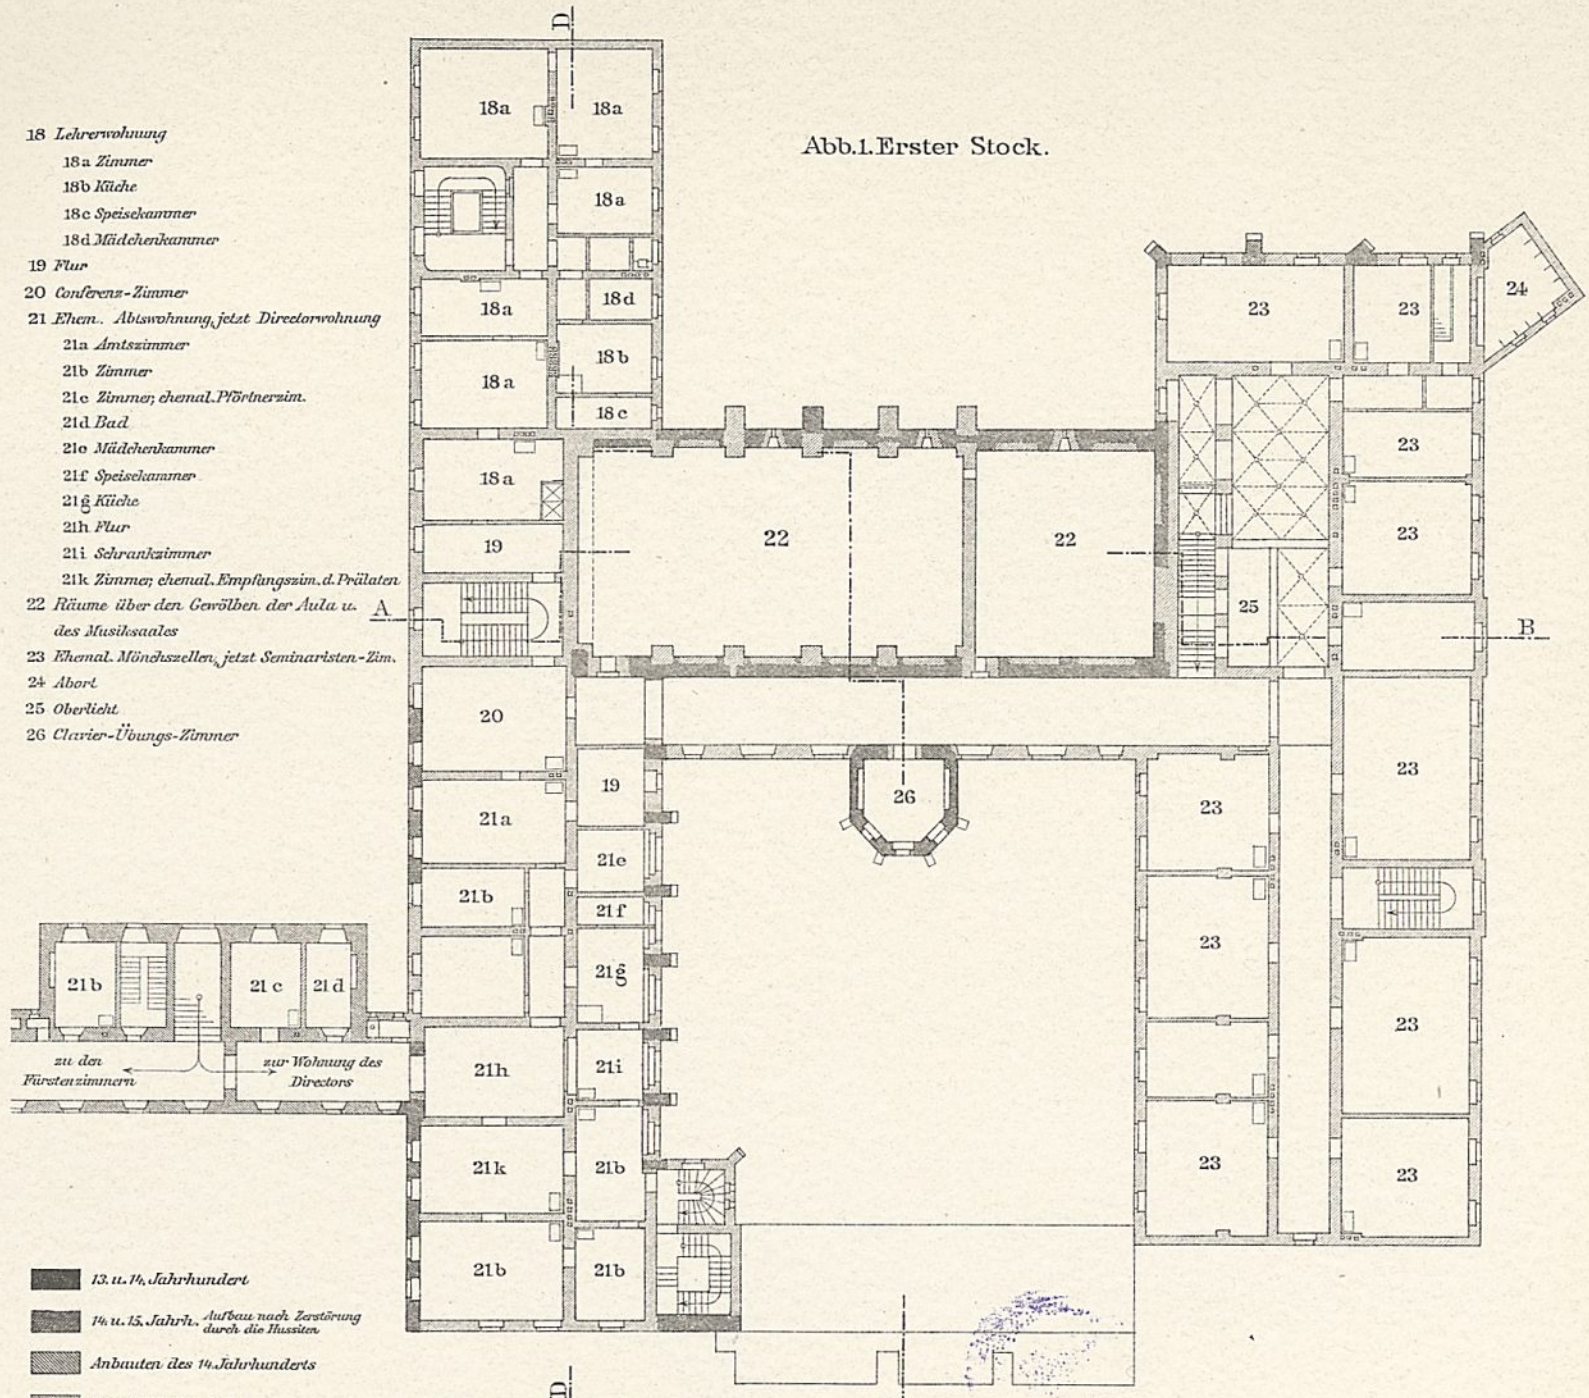 Abb.1. Erster Stock.
18 Lehrerwohnung
18a Zimmer
18b Küche
18c Speisekammer
18d Mädchenkammer
19 Flur
20 Conferenz-Zimmer
21 Ehem. Abtswohnung, jetzt Directorwohnung
21a Amtszimmer
21b Zimmer
21c Zimmer, ehemal. Pförtnerzim.
21d Bad
21e Mädchenkammer
21f Speisekammer
21g Küche
21h Flur
21i Schrankzimmer
21k Zimmer, ehemal. Empfangszim. d. Prälaten
22 Räume über den Gewölben der Aula u.
des Musiksaales
23 Ehemal. Mönchszellen, jetzt Seminaristen-Zim.
24 Abort
25 Oberlicht
26 Clavier-Übungs-Zimmer
D
18a
18a
18a
18a
18d
18b
18a
18c
18a
19
22
22
23
23
24
23
23
25
A
B
20
19
26
23
23
21a
21e
21b
21f
21g
23
21b
21c
21d
zu den
Fürstenzimmern
zur Wohnung des
Directors
21h
21i
23
21k
21b
23
23
21b
21b
13. u. 14. Jahrhundert
14. u. 15. Jahrh. Aufbau nach Zerstörung
durch die Hussiten
Anbauten des 14. Jahrhunderts
D